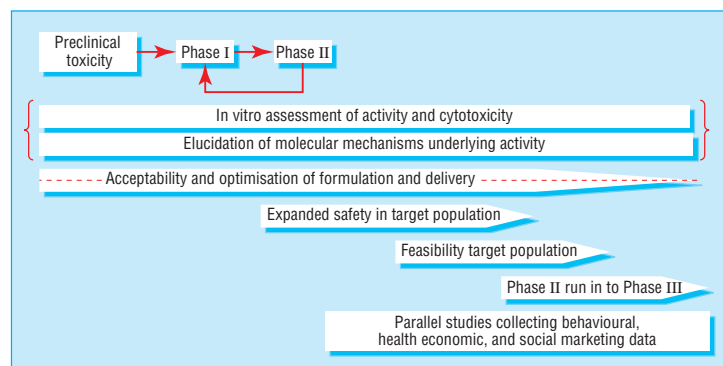 Preclinical
toxicity
Phase I
Phase II
In vitro assessment of activity and cytotoxicity
Elucidation of molecular mechanisms underlying activity
Acceptability and optimisation of formulation and delivery
Expanded safety in target population
Feasibility target population
Phase II run in to Phase III
Parallel studies collecting behavioural,
health economic, and social marketing data